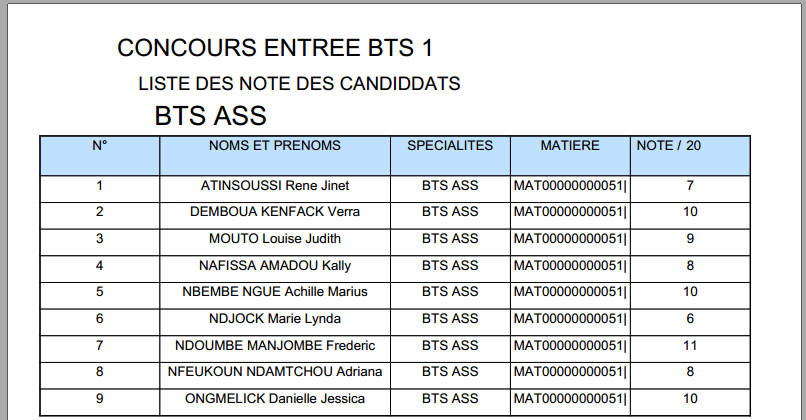 CONCOURS ENTREE BTS 1
LISTE DES NOTE DES CANDIDDATS
BTS ASS
N° NOMS ET PRENOMS SPECIALITES MATIERE NOTE / 20
1 ATINSOUSSI Rene Jinet BTS ASS MAT00000000051| 7
2 DEMBOUA KENFACK Verra BTS ASS MAT00000000051| 10
3 MOUTO Louise Judith BTS ASS MAT00000000051| 9
4 NAFISSA AMADOU Kally BTS ASS MAT00000000051| 8
5 NBEMBE NGUE Achille Marius BTS ASS MAT00000000051| 10
6 NDJOCK Marie Lynda BTS ASS MAT00000000051| 6
7 NDOUMBE MANJOMBE Frederic BTS ASS MAT00000000051| 11
8 NFEUKOUN NDAMTCHOU Adriana BTS ASS MAT00000000051| 8
9 ONGMELICK Danielle Jessica BTS ASS MAT00000000051| 10